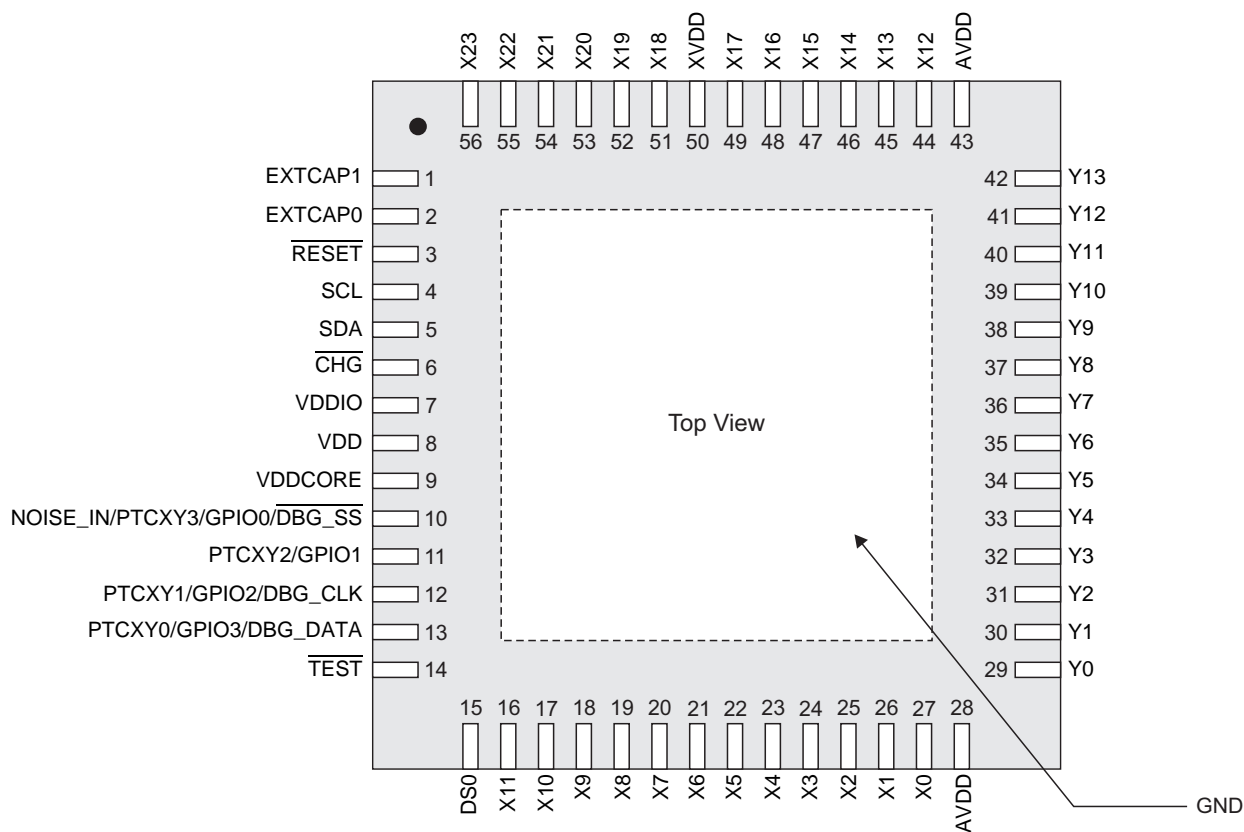 X23 X22 X21 X20 X19 X18 XVDD X17 X16 X15 X14 X13 X12 AVDD
56 55 54 53 52 51 50 49 48 47 46 45 44 43
EXTCAP1 1
EXTCAP0 2
RESET 3
SCL 4
SDA 5
CHG 6
VDDIO 7
VDD 8
VDDCORE 9
NOISE_IN/PTCXY3/GPIO0/DBG_SS 10
PTCXY2/GPIO1 11
PTCXY1/GPIO2/DBG_CLK 12
PTCXY0/GPIO3/DBG_DATA 13
TEST 14
Top View
42 Y13
41 Y12
40 Y11
39 Y10
38 Y9
37 Y8
36 Y7
35 Y6
34 Y5
33 Y4
32 Y3
31 Y2
30 Y1
29 Y0
15 16 17 18 19 20 21 22 23 24 25 26 27 28
DS0 X11 X10 X9 X8 X7 X6 X5 X4 X3 X2 X1 X0 AVDD
GND